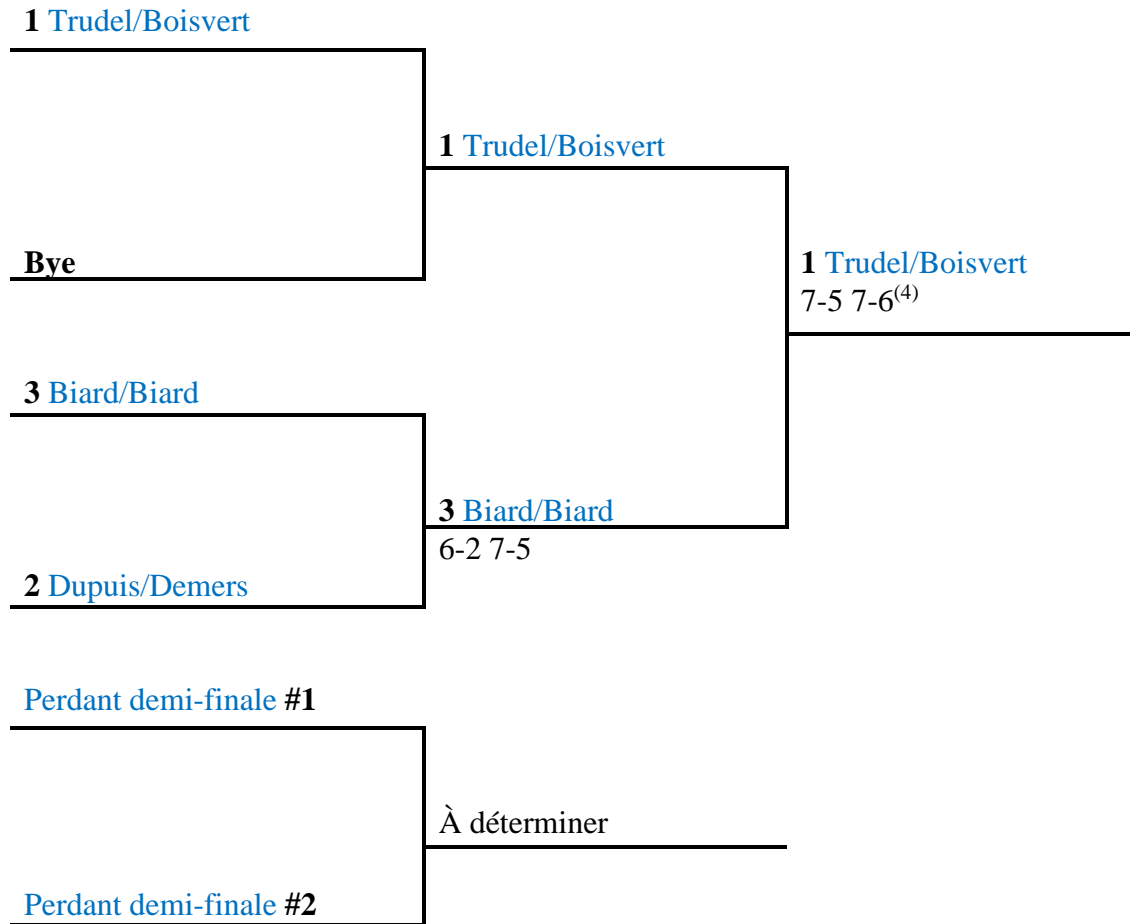 1 Trudel/Boisvert
1 Trudel/Boisvert
Bye
1 Trudel/Boisvert
7-5 7-6(4)
3 Biard/Biard
3 Biard/Biard
6-2 7-5
2 Dupuis/Demers
Perdant demi-finale #1
À déterminer
Perdant demi-finale #2